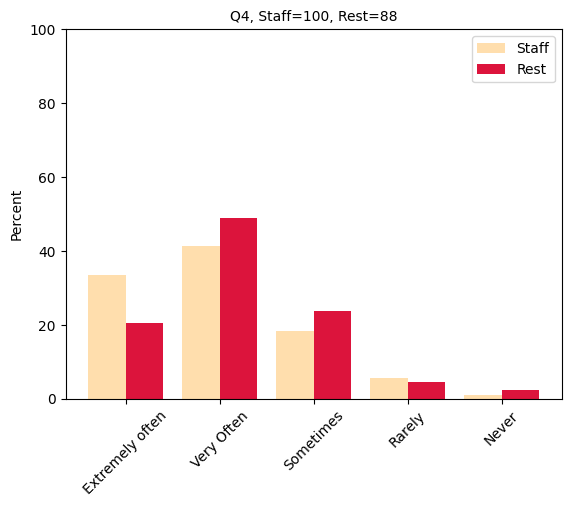 Q4, Staff=100, Rest=88
100
80
60
40
20
0
Percent
Staff
Rest
Extremely often
Very Often
Sometimes
Rarely
Never